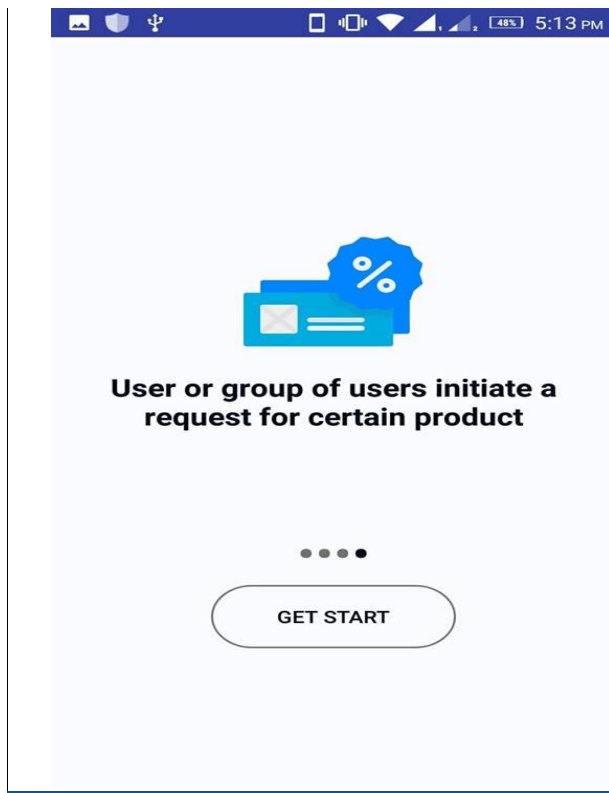 48% 5:13 PM
%
User or group of users initiate a
request for certain product
GET START